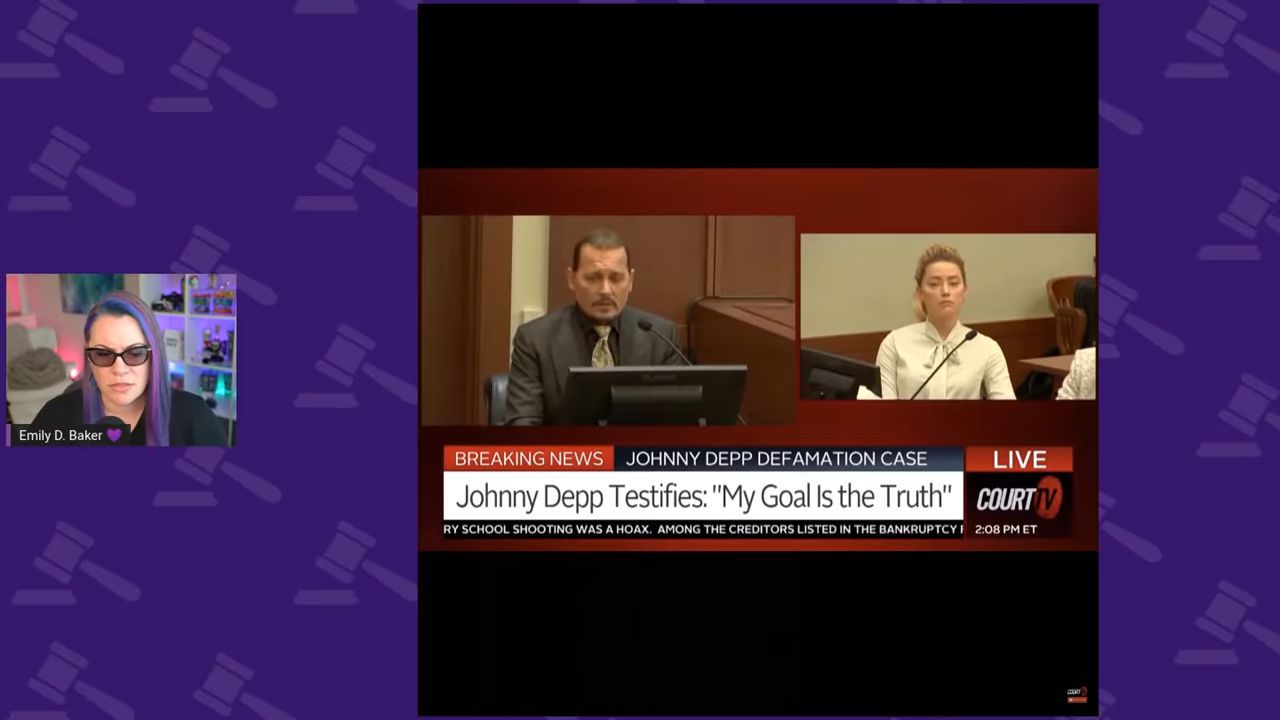 Emily D. Baker 💜
BREAKING NEWS JOHNNY DEPP DEFAMATION CASE LIVE
Johnny Depp Testifies: "My Goal Is the Truth" COURT TV
RY SCHOOL SHOOTING WAS A HOAX. AMONG THE CREDITORS LISTED IN THE BANKRUPTCY F 2:08 PM ET
COURT